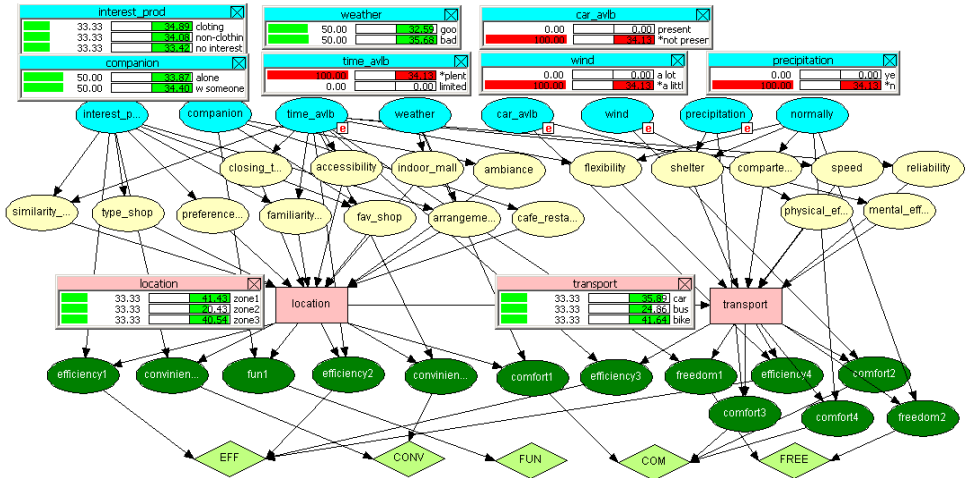 interest_prod
33.33 34.89 cloting
33.33 34.08 non-clothin
33.33 33.42 no interest
weather
50.00 32.59 goo
50.00 35.68 bad
car_avlb
0.00 0.00 present
100.00 34.13 *not preser
companion
50.00 33.87 alone
50.00 34.40 w someone
time_avlb
100.00 34.13 *plent
0.00 0.00 limited
wind
0.00 0.00 a lot
100.00 34.13 *a littl
precipitation
0.00 0.00 ye
100.00 34.13 *n
interest_p...
companion
time_avlb
weather
car_avlb
wind
precipitation
normally
e
e
e
e
closing_t...
accessibility
indoor_mall
ambiance
flexibility
shelter
comparte...
speed
reliability
similarity_...
type_shop
preference...
familiarity...
fav_shop
arrangeme...
cafe_resta...
physical_ef...
mental_eff...
location
33.33 41.43 zone1
33.33 20.43 zone2
33.33 40.54 zone3
location
transport
33.33 35.89 car
33.33 24.86 bus
33.33 41.64 bike
transport
efficiency1
convinien...
fun1
efficiency2
convinien...
comfort1
efficiency3
freedom1
efficiency4
comfort2
comfort3
comfort4
freedom2
EFF
CONV
FUN
COM
FREE